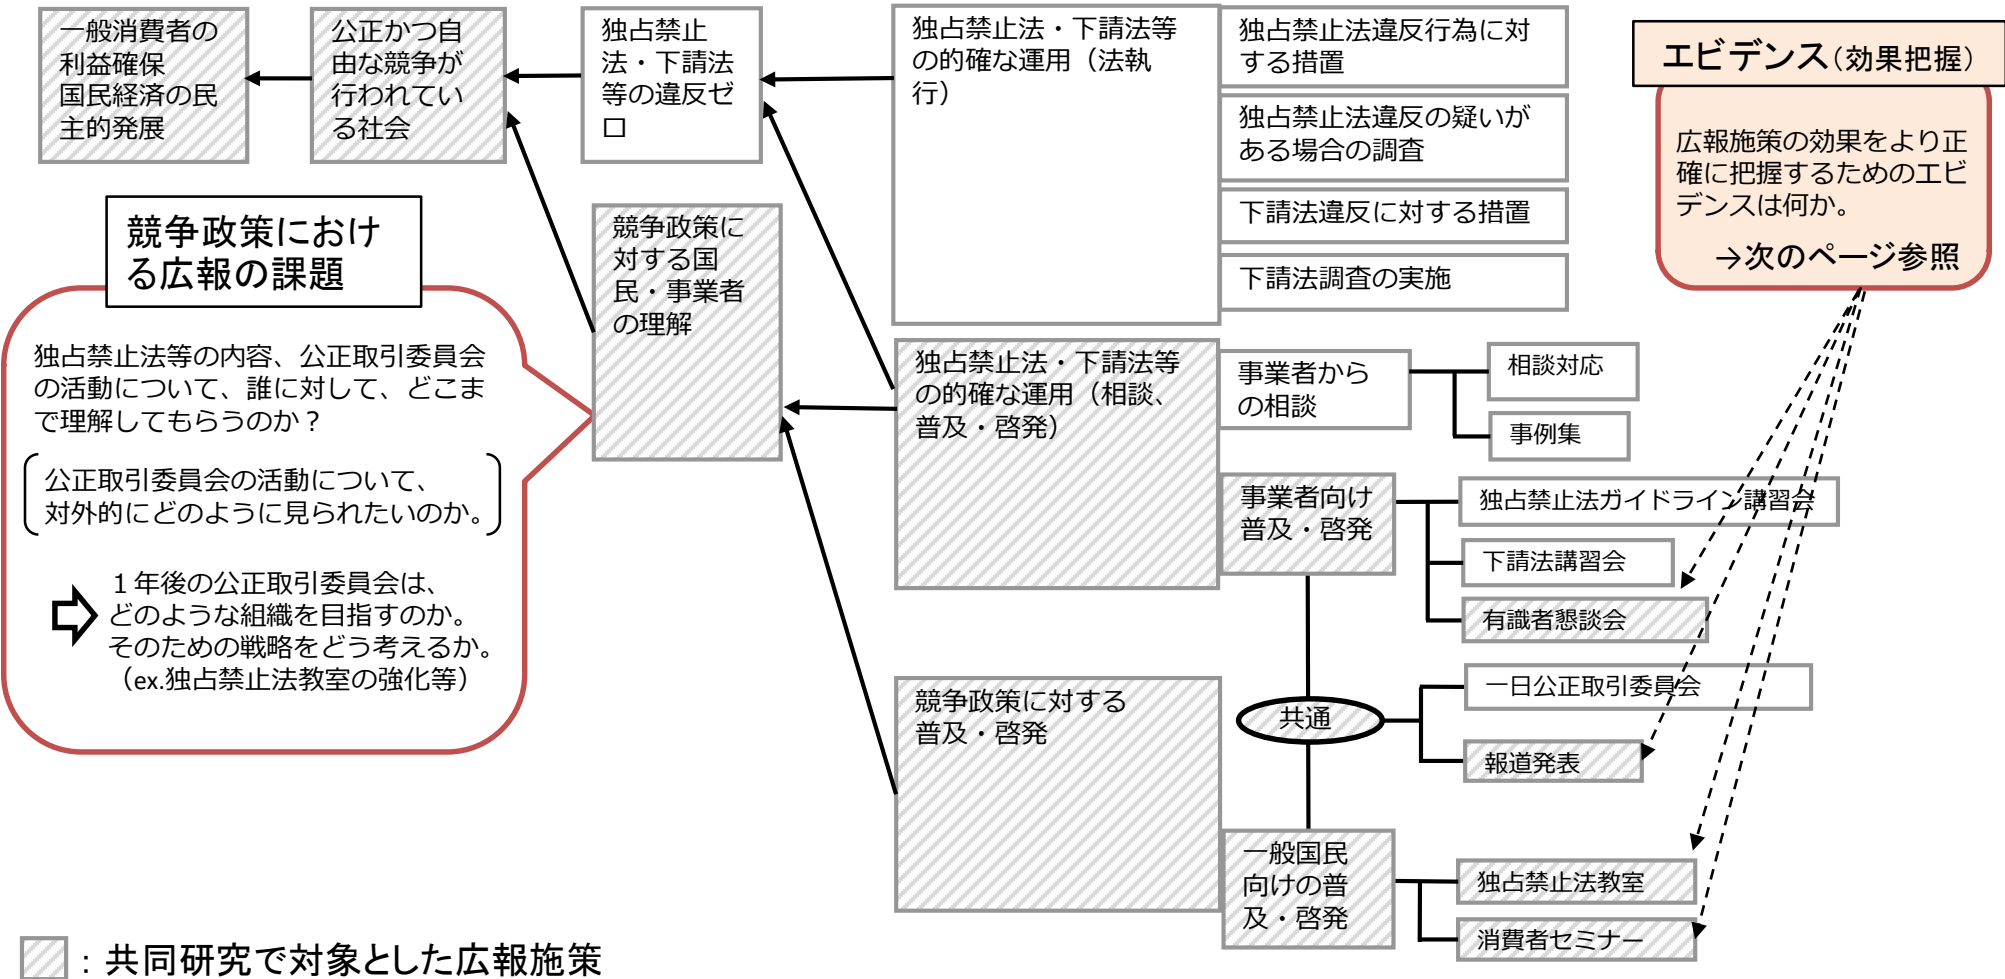 一般消費者の
利益確保
国民経済の民
主的発展
公正かつ自
由な競争が
行われてい
る社会
独占禁止
法・下請法
等の違反ゼ
ロ
独占禁止法・下請法等
の的確な運用（法執
行）
独占禁止法違反行為に対
する措置
独占禁止法違反の疑いが
ある場合の調査
下請法違反に対する措置
下請法調査の実施
エビデンス（効果把握）
広報施策の効果をより正
確に把握するためのエビ
デンスは何か。
→次のページ参照
競争政策におけ
る広報の課題
独占禁止法等の内容、公正取引委員会
の活動について、誰に対して、どこま
で理解してもらうのか？
公正取引委員会の活動について、
対外的にどのように見られたいのか。
１年後の公正取引委員会は、
どのような組織を目指すのか。
そのための戦略をどう考えるか。
（ex.独占禁止法教室の強化等）
競争政策に
対する国
民・事業者
の理解
独占禁止法・下請法等
の的確な運用（相談、
普及・啓発）
事業者から
の相談
相談対応
事例集
事業者向け
普及・啓発
独占禁止法ガイドライン講習会
下請法講習会
有識者懇談会
競争政策に対する
普及・啓発
共通
一日公正取引委員会
報道発表
一般国民
向けの普
及・啓発
独占禁止法教室
消費者セミナー
：共同研究で対象とした広報施策